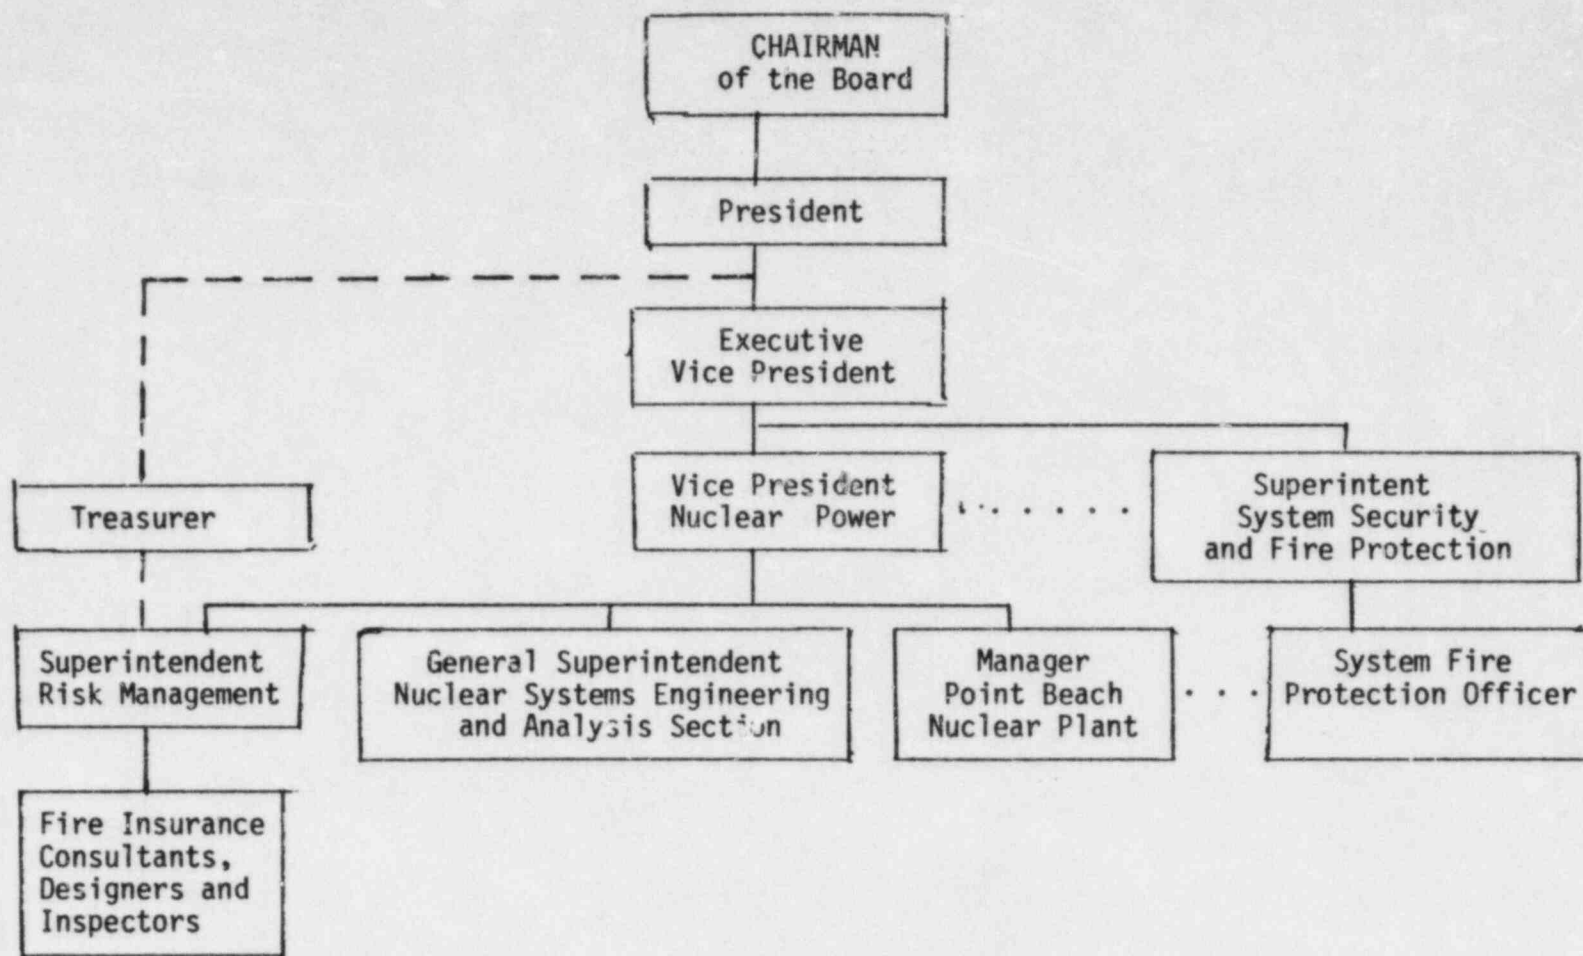 CHAIRMAN
of the Board
President
Executive
Vice President
Vice President
Nuclear Power
Superintent
System Security
and Fire Protection
Treasurer
Superintendent
Risk Management
General Superintendent
Nuclear Systems Engineering
and Analysis Section
Manager
Point Beach
Nuclear Plant
System Fire
Protection Officer
Fire Insurance
Consultants,
Designers and
Inspectors